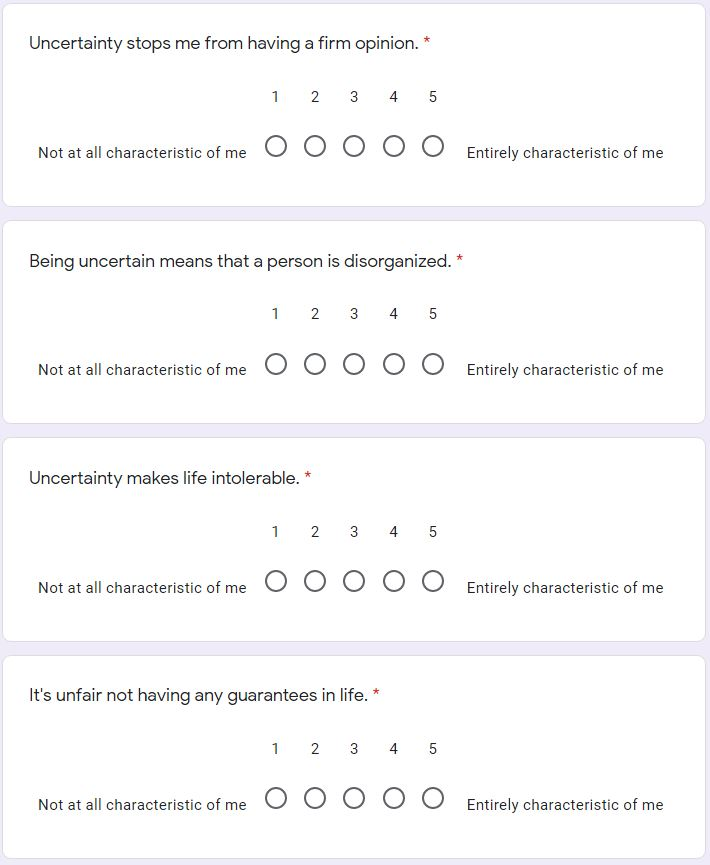 Uncertainty stops me from having a firm opinion. *
1 2 3 4 5
Not at all characteristic of me Entirely characteristic of me
Being uncertain means that a person is disorganized. *
1 2 3 4 5
Not at all characteristic of me Entirely characteristic of me
Uncertainty makes life intolerable. *
1 2 3 4 5
Not at all characteristic of me Entirely characteristic of me
It's unfair not having any guarantees in life. *
1 2 3 4 5
Not at all characteristic of me Entirely characteristic of me